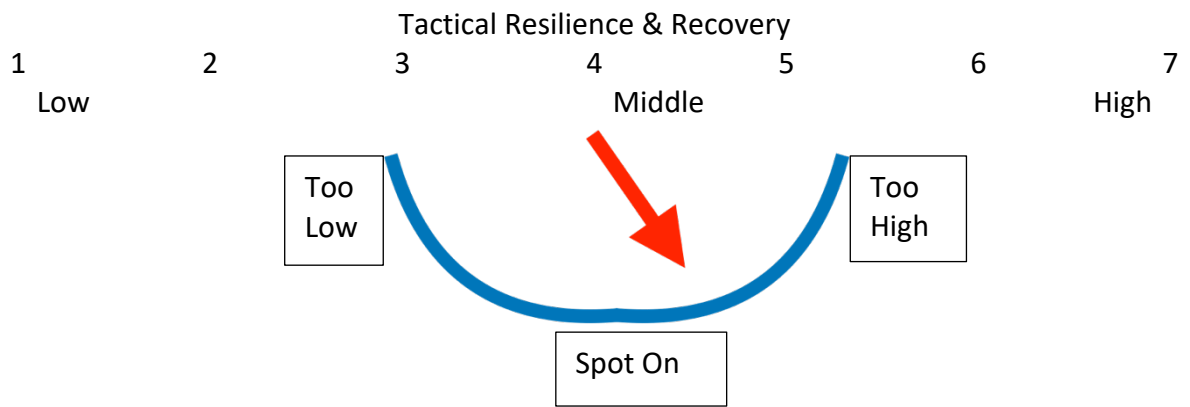 Tactical Resilience & Recovery
1 2 3 4 5 6 7
Low Middle High
Too
Low
Too
High
Spot On